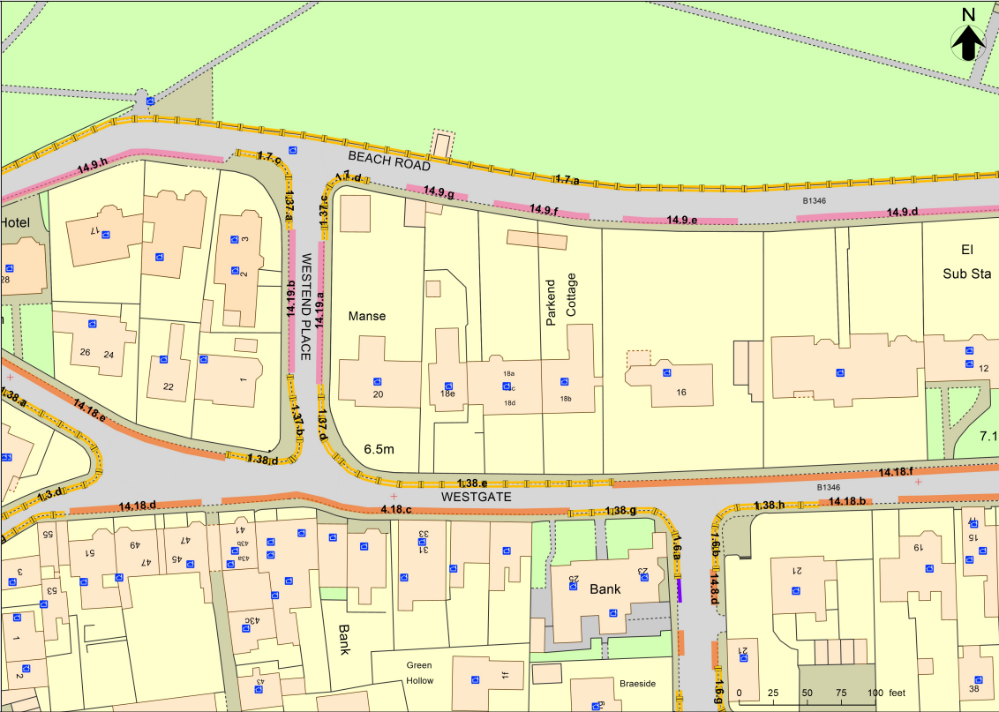 N
BEACH ROAD
14.9.h
1.7.c
1.7.d
1.7.a
B1346
14.9.g
14.9.f
14.9.e
14.9.d
1.37.a
1.37.c
Hotel
28
17
3
2
14.19.b
14.19.a
WESTEND PLACE
Manse
Parkend
Cottage
El
Sub Sta
26
24
22
1
20
18e
18a
18c
18d
18b
16
12
7.1
1.38.a
14.18.e
1.37.b
1.37.d
1.38.d
6.5m
1.38.e
WESTGATE
14.18.f
B1346
1.3.d
14.18.d
4.18.c
1.38.g
1.38.h
14.18.b
1.6.a
1.6.b
14.8.d
1.6.g
55
51
49
47
47
45
41
43b
43a
43c
43
33
31
3
53
1
2
Bank
25
23
Bank
21
19
15
21
38
Green
Hollow
1f
Braeside
0 25 50 75 100 feet